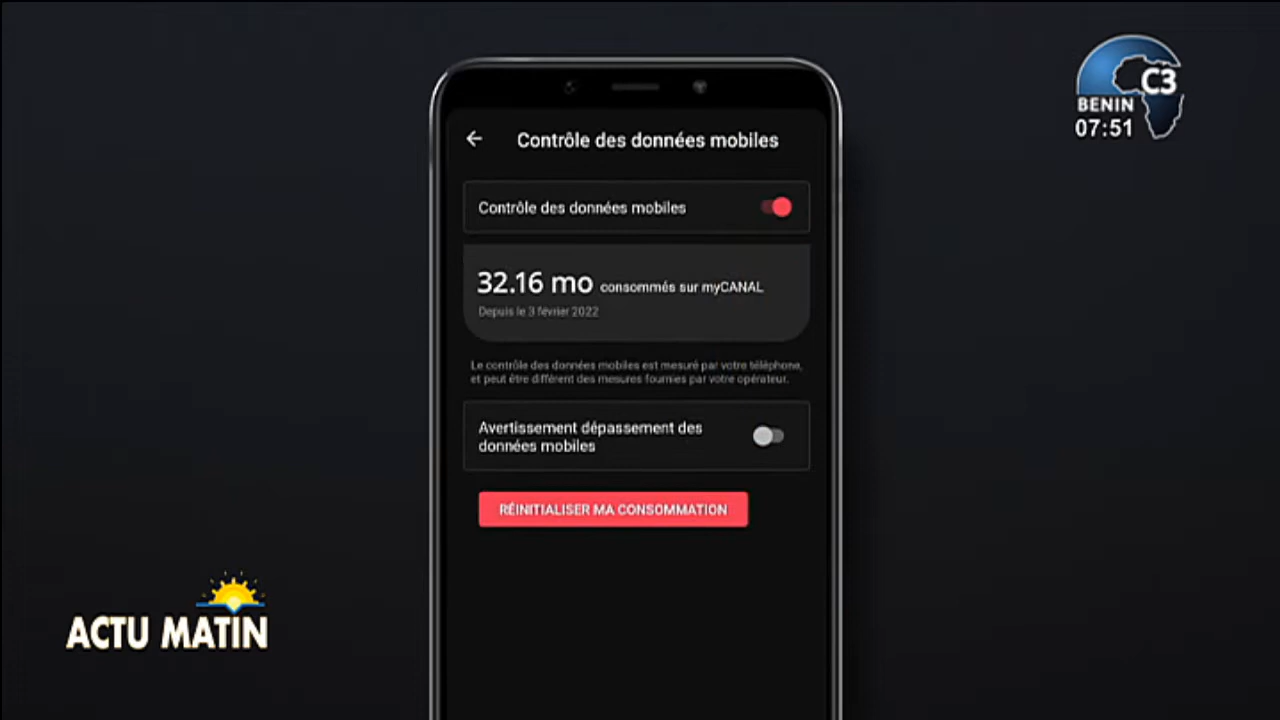 C3
BENIN
07:51
Contrôle des données mobiles
Contrôle des données mobiles
32.16 mo consommés sur myCANAL
Depuis le 3 février 2022
Le contrôle des données mobiles est mesuré par votre téléphone,
et peut être différent des mesures fournies par votre opérateur.
Avertissement dépassement des
données mobiles
RÉINITIALISER MA CONSOMMATION
ACTU MATIN